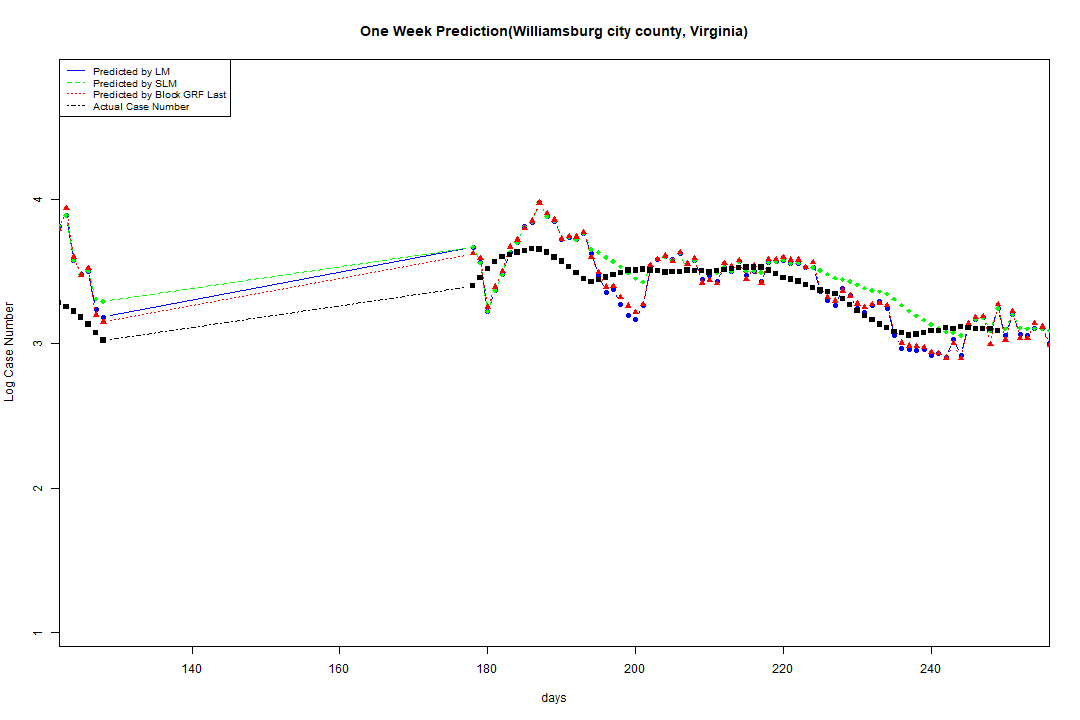 One Week Prediction(Williamsburg city county, Virginia)
Predicted by LM
Predicted by SLM
Predicted by Block GRF Last
Actual Case Number
4
3
2
1
Log Case Number
140 160 180 200 220 240
days